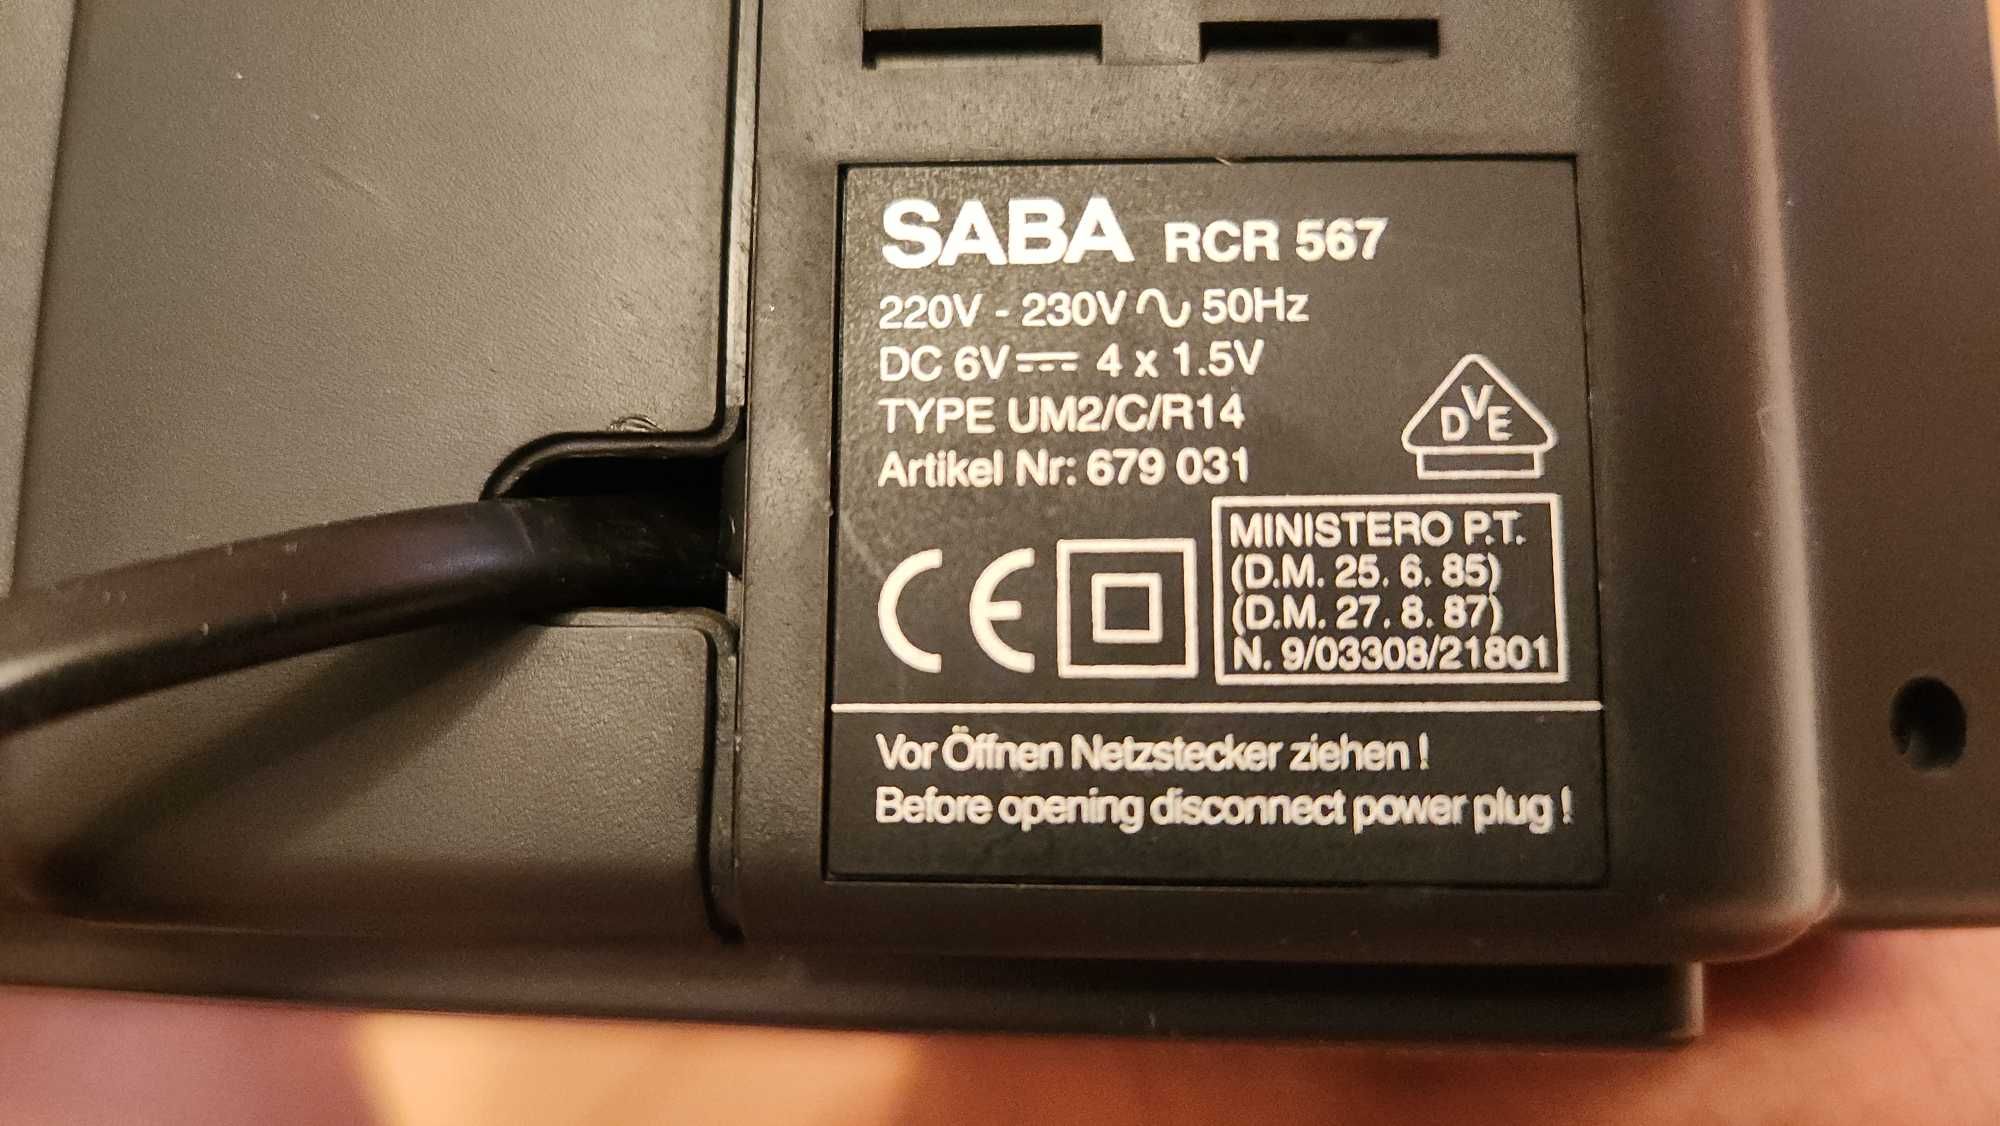 SABA RCR 567
220V - 230V ∿ 50Hz
DC 6V ⎓ 4 x 1.5V
TYPE UM2/C/R14
Artikel Nr: 679 031
DVE
CE
MINISTERO P.T.
(D.M. 25. 6. 85)
(D.M. 27. 8. 87)
N. 9/03308/21801
Vor Öffnen Netzstecker ziehen !
Before opening disconnect power plug !